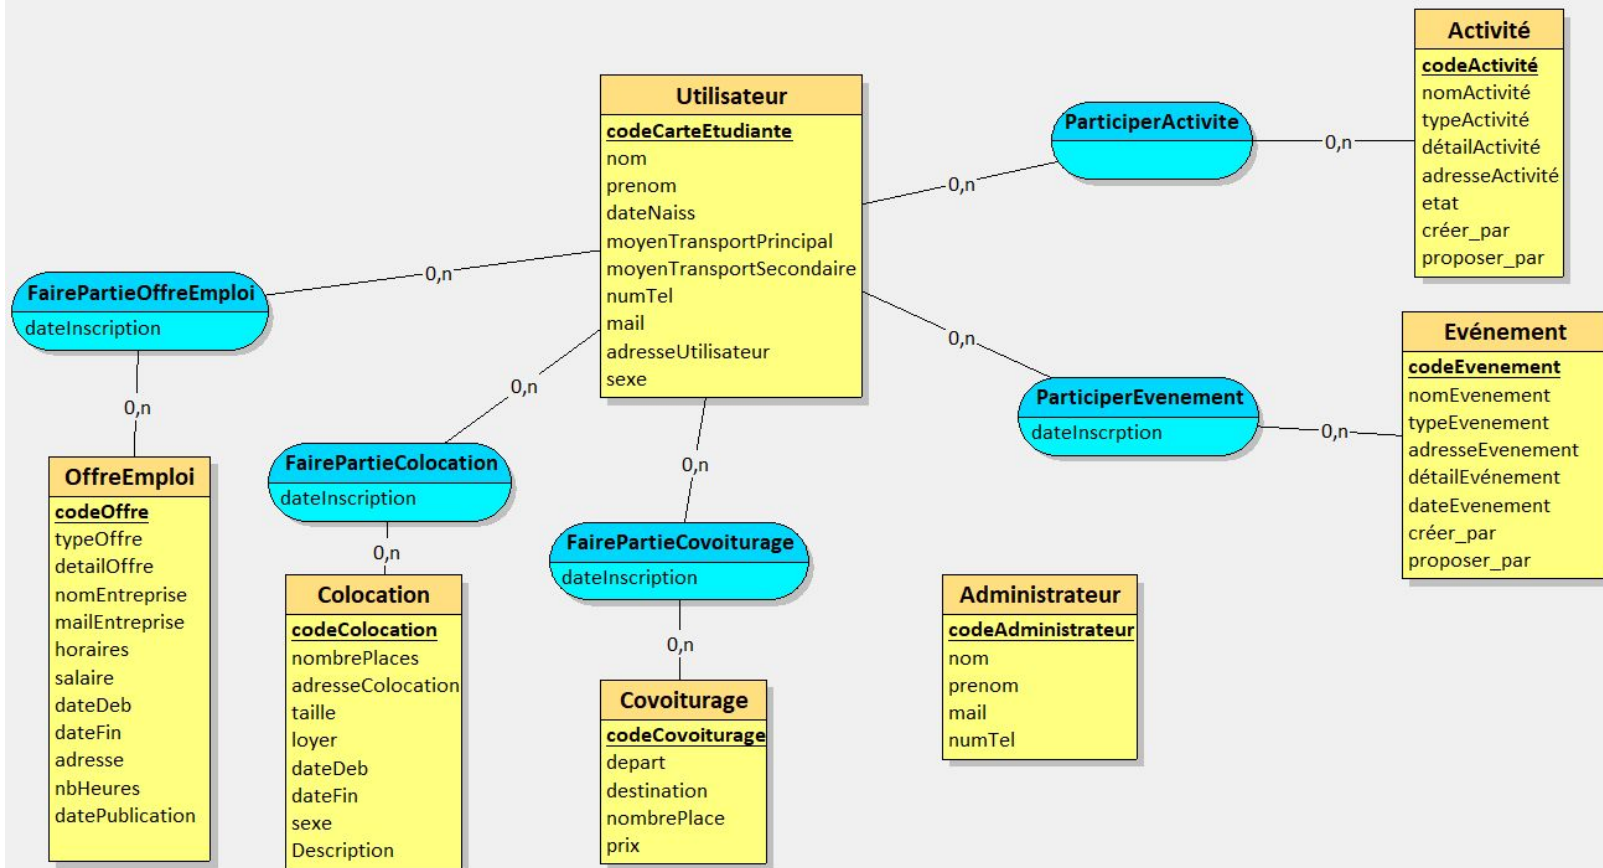 Activité
codeActivité
nomActivité
typeActivité
détailActivité
adresseActivité
etat
créer_par
proposer_par
Utilisateur
codeCarteEtudiante
nom
prenom
dateNaiss
moyenTransportPrincipal
moyenTransportSecondaire
numTel
mail
adresseUtilisateur
sexe
ParticiperActivite
0,n
0,n
FairePartieOffreEmploi
dateInscription
0,n
0,n
Evénement
codeEvenement
nomEvenement
typeEvenement
adresseEvenement
détailEvénement
dateEvenement
créer_par
proposer_par
0,n
ParticiperEvenement
dateInscrption
0,n
0,n
FairePartieColocation
dateInscription
0,n
0,n
FairePartieCovoiturage
dateInscription
0,n
OffreEmploi
codeOffre
typeOffre
detailOffre
nomEntreprise
mailEntreprise
horaires
salaire
dateDeb
dateFin
adresse
nbHeures
datePublication
Colocation
codeColocation
nombrePlaces
adresseColocation
taille
loyer
dateDeb
dateFin
sexe
Description
Covoiturage
codeCovoiturage
depart
destination
nombrePlace
prix
Administrateur
codeAdministrateur
nom
prenom
mail
numTel